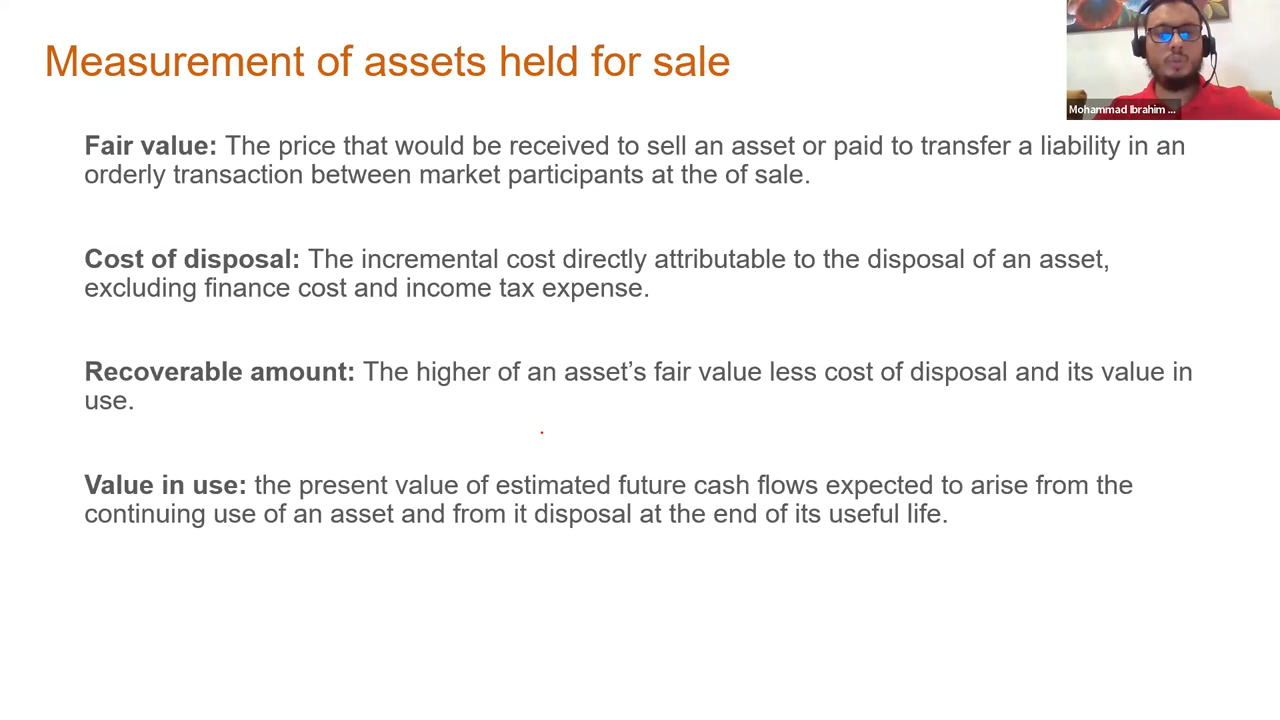 Measurement of assets held for sale
Mohammad Ibrahim ...
Fair value: The price that would be received to sell an asset or paid to transfer a liability in an
orderly transaction between market participants at the of sale.
Cost of disposal: The incremental cost directly attributable to the disposal of an asset,
excluding finance cost and income tax expense.
Recoverable amount: The higher of an asset’s fair value less cost of disposal and its value in
use.
Value in use: the present value of estimated future cash flows expected to arise from the
continuing use of an asset and from it disposal at the end of its useful life.